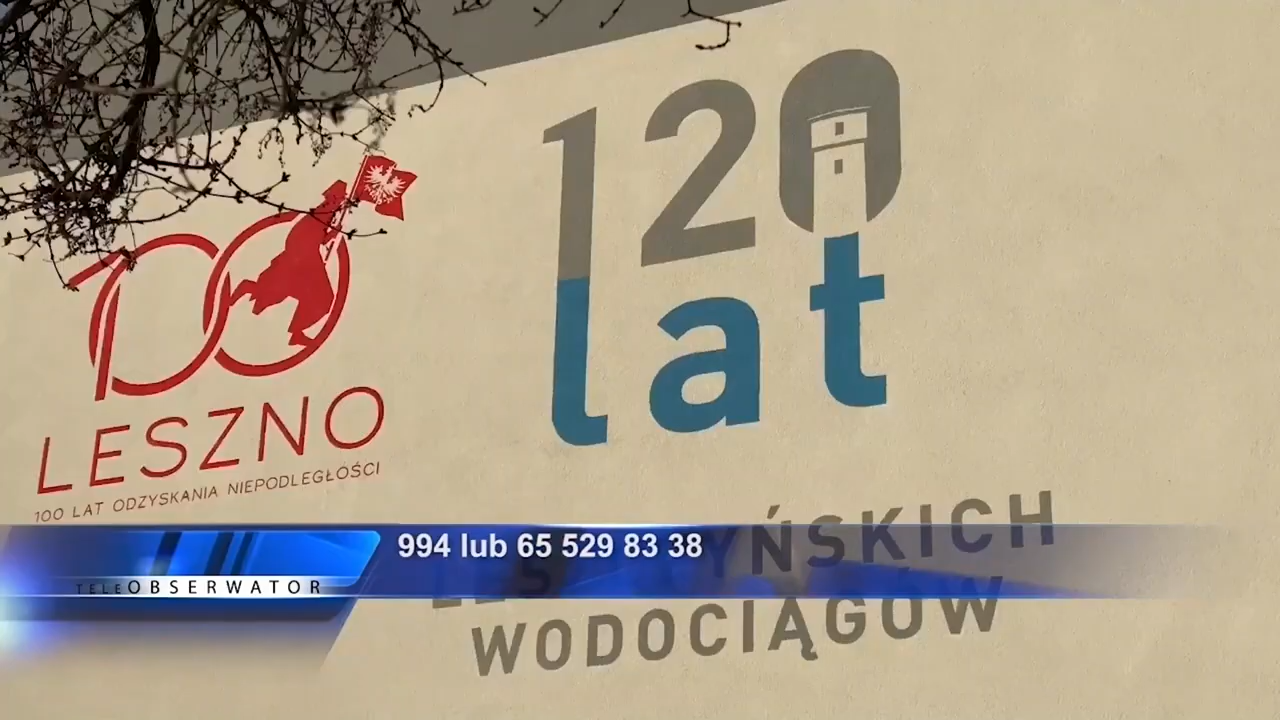 100
LESZNO
100 LAT ODZYSKANIA NIEPODLEGŁOŚCI
120
lat
WODOCIĄGÓW
994 lub 65 529 83 38
TELEOBSERWATOR